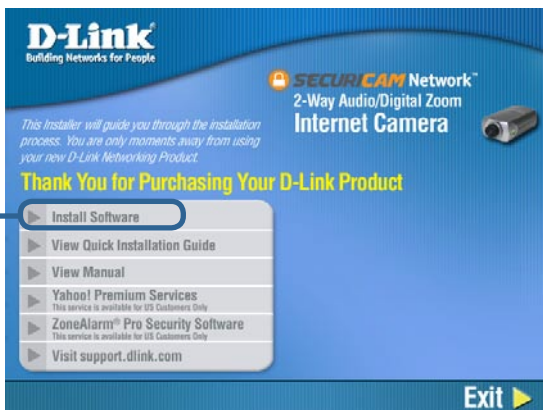 D-Link
Building Networks for People
SECURICAM Network™
2-Way Audio/Digital Zoom
Internet Camera
This Installer will guide you through the installation
process. You are only moments away from using
your new D-Link Networking Product.
Thank You for Purchasing Your D-Link Product
Install Software
View Quick Installation Guide
View Manual
Yahoo! Premium Services
This service is available for US Customers Only
ZoneAlarm® Pro Security Software
This service is available for US Customers Only
Visit support.dlink.com
Exit